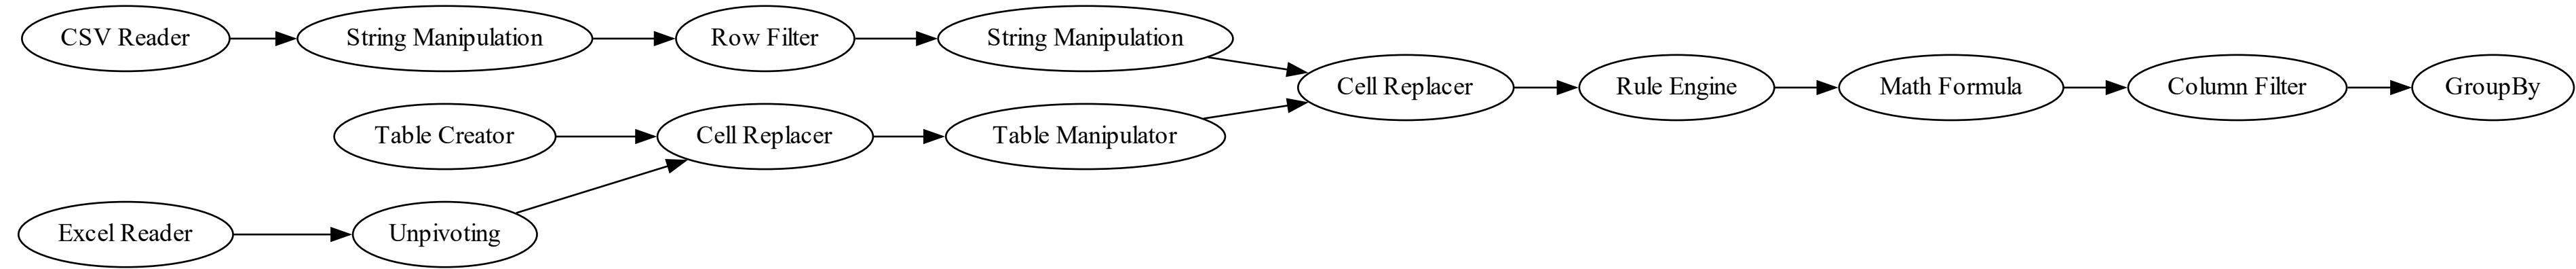 CSV Reader
String Manipulation
Row Filter
String Manipulation
Table Creator
Cell Replacer
Table Manipulator
Excel Reader
Unpivoting
Cell Replacer
Rule Engine
Math Formula
Column Filter
GroupBy